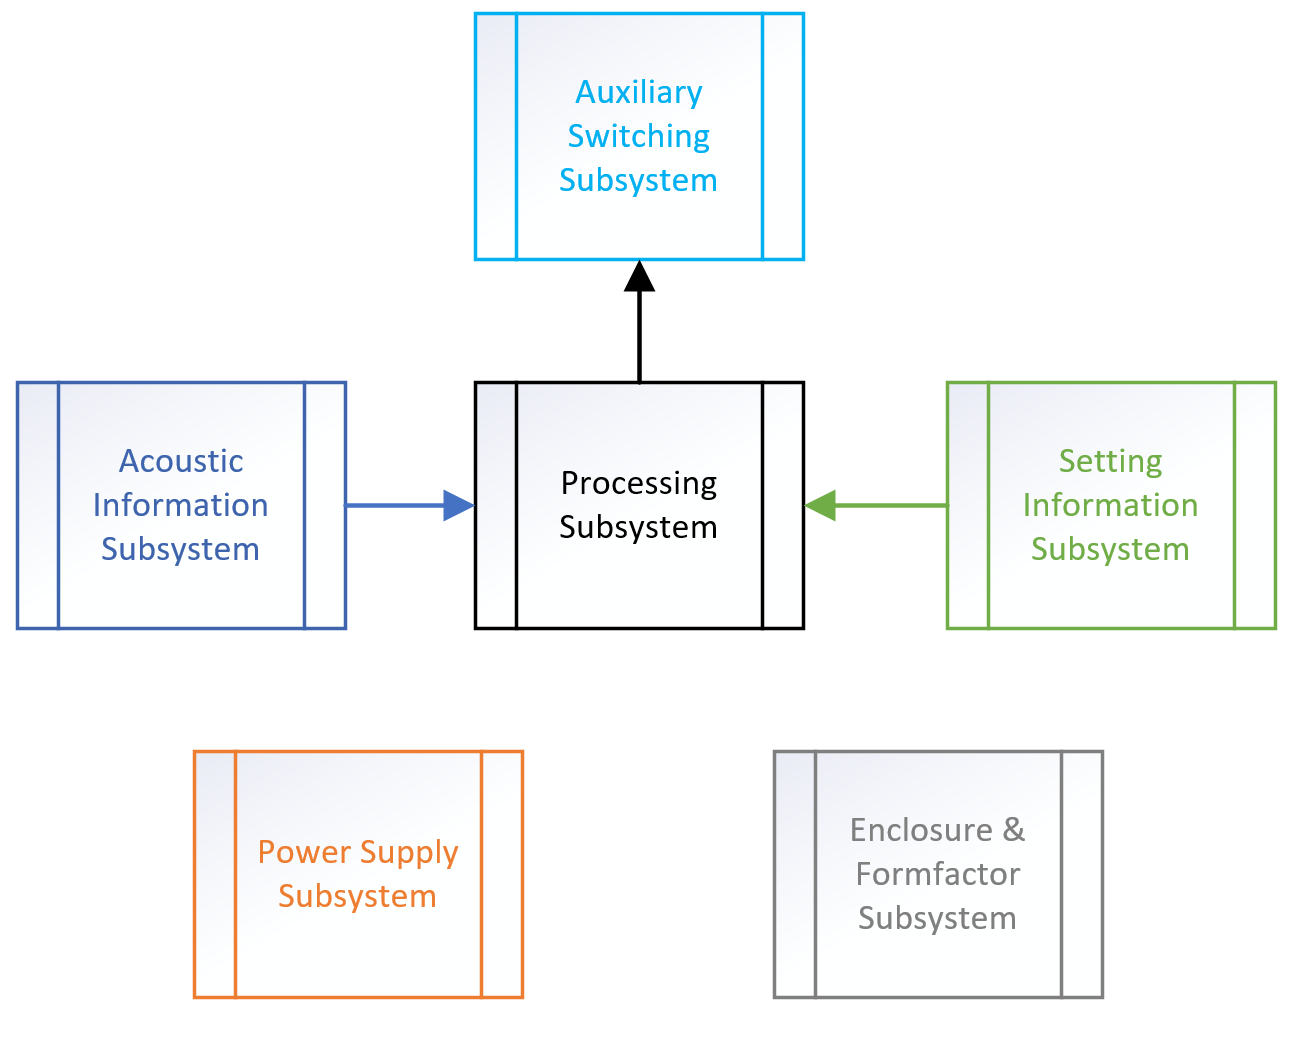 Auxiliary
Switching
Subsystem
Acoustic
Information
Subsystem
Processing
Subsystem
Setting
Information
Subsystem
Power Supply
Subsystem
Enclosure &
Formfactor
Subsystem